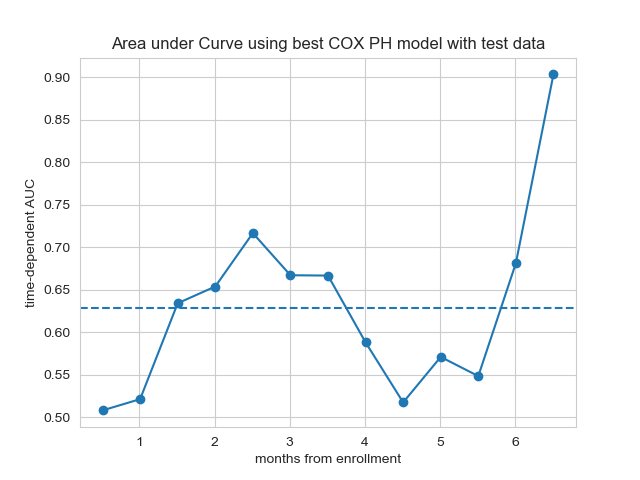 Area under Curve using best COX PH model with test data
time-dependent AUC
0.90
0.85
0.80
0.75
0.70
0.65
0.60
0.55
0.50
1 2 3 4 5 6
months from enrollment